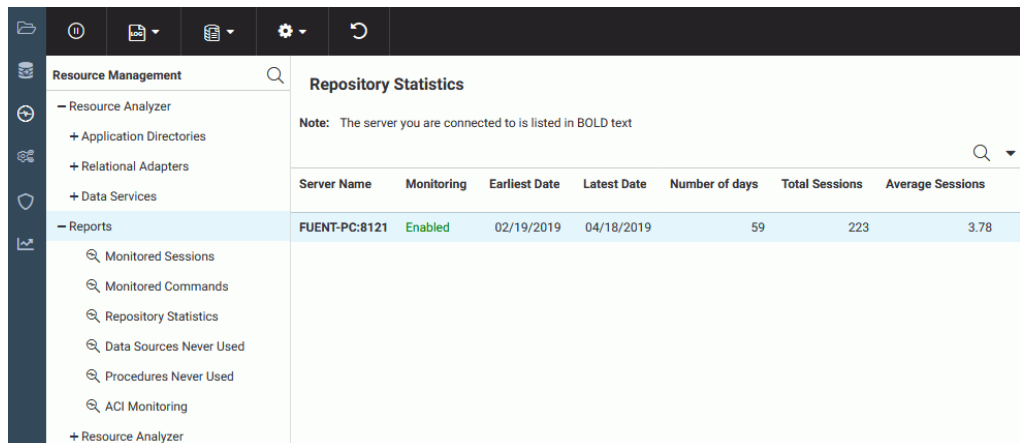 LOG
Resource Management
− Resource Analyzer
+ Application Directories
+ Relational Adapters
+ Data Services
− Reports
Monitored Sessions
Monitored Commands
Repository Statistics
Data Sources Never Used
Procedures Never Used
ACI Monitoring
+ Resource Analyzer
Repository Statistics
Note: The server you are connected to is listed in BOLD text
Server Name Monitoring Earliest Date Latest Date Number of days Total Sessions Average Sessions
FUENT-PC:8121 Enabled 02/19/2019 04/18/2019 59 223 3.78